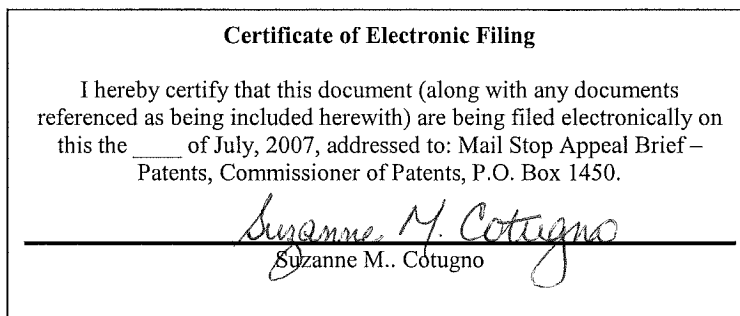 Certificate of Electronic Filing
I hereby certify that this document (along with any documents
referenced as being included herewith) are being filed electronically on
this the _____ of July, 2007, addressed to: Mail Stop Appeal Brief –
Patents, Commissioner of Patents, P.O. Box 1450.
Suzanne M. Cotugno
Suzanne M.. Cotugno